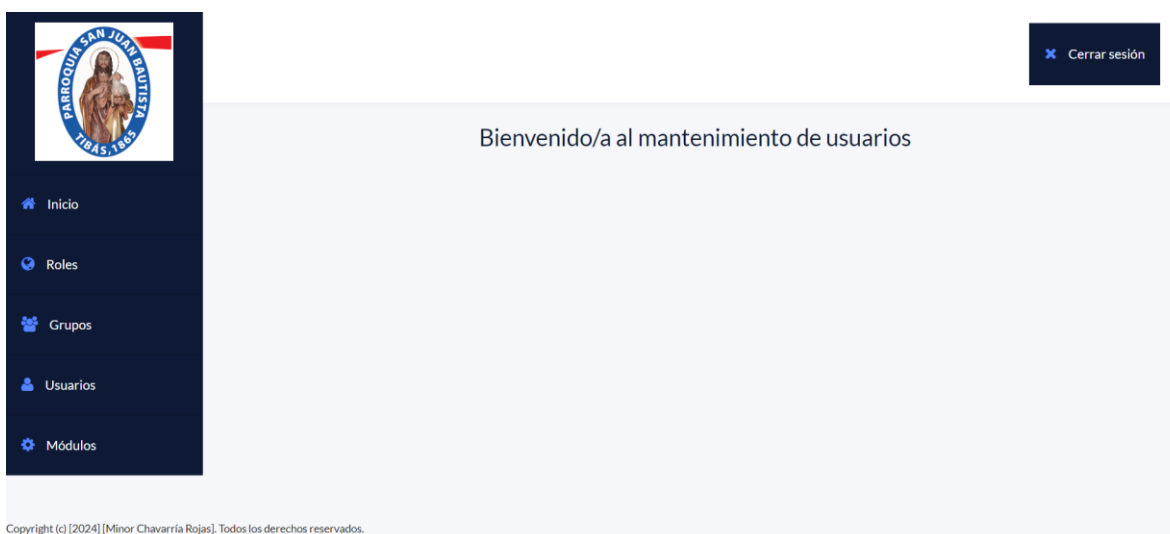 PARROQUIA SAN JUAN BAUTISTA
TIBÁS, 1865
Cerrar sesión
Bienvenido/a al mantenimiento de usuarios
Inicio
Roles
Grupos
Usuarios
Módulos
Copyright (c) [2024] [Minor Chavarría Rojas]. Todos los derechos reservados.